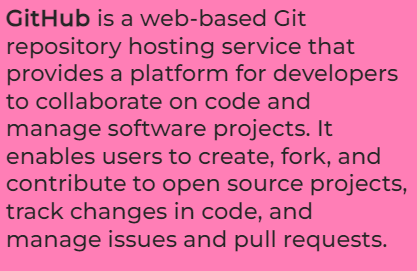 GitHub is a web-based Git
repository hosting service that
provides a platform for developers
to collaborate on code and
manage software projects. It
enables users to create, fork, and
contribute to open source projects,
track changes in code, and
manage issues and pull requests.